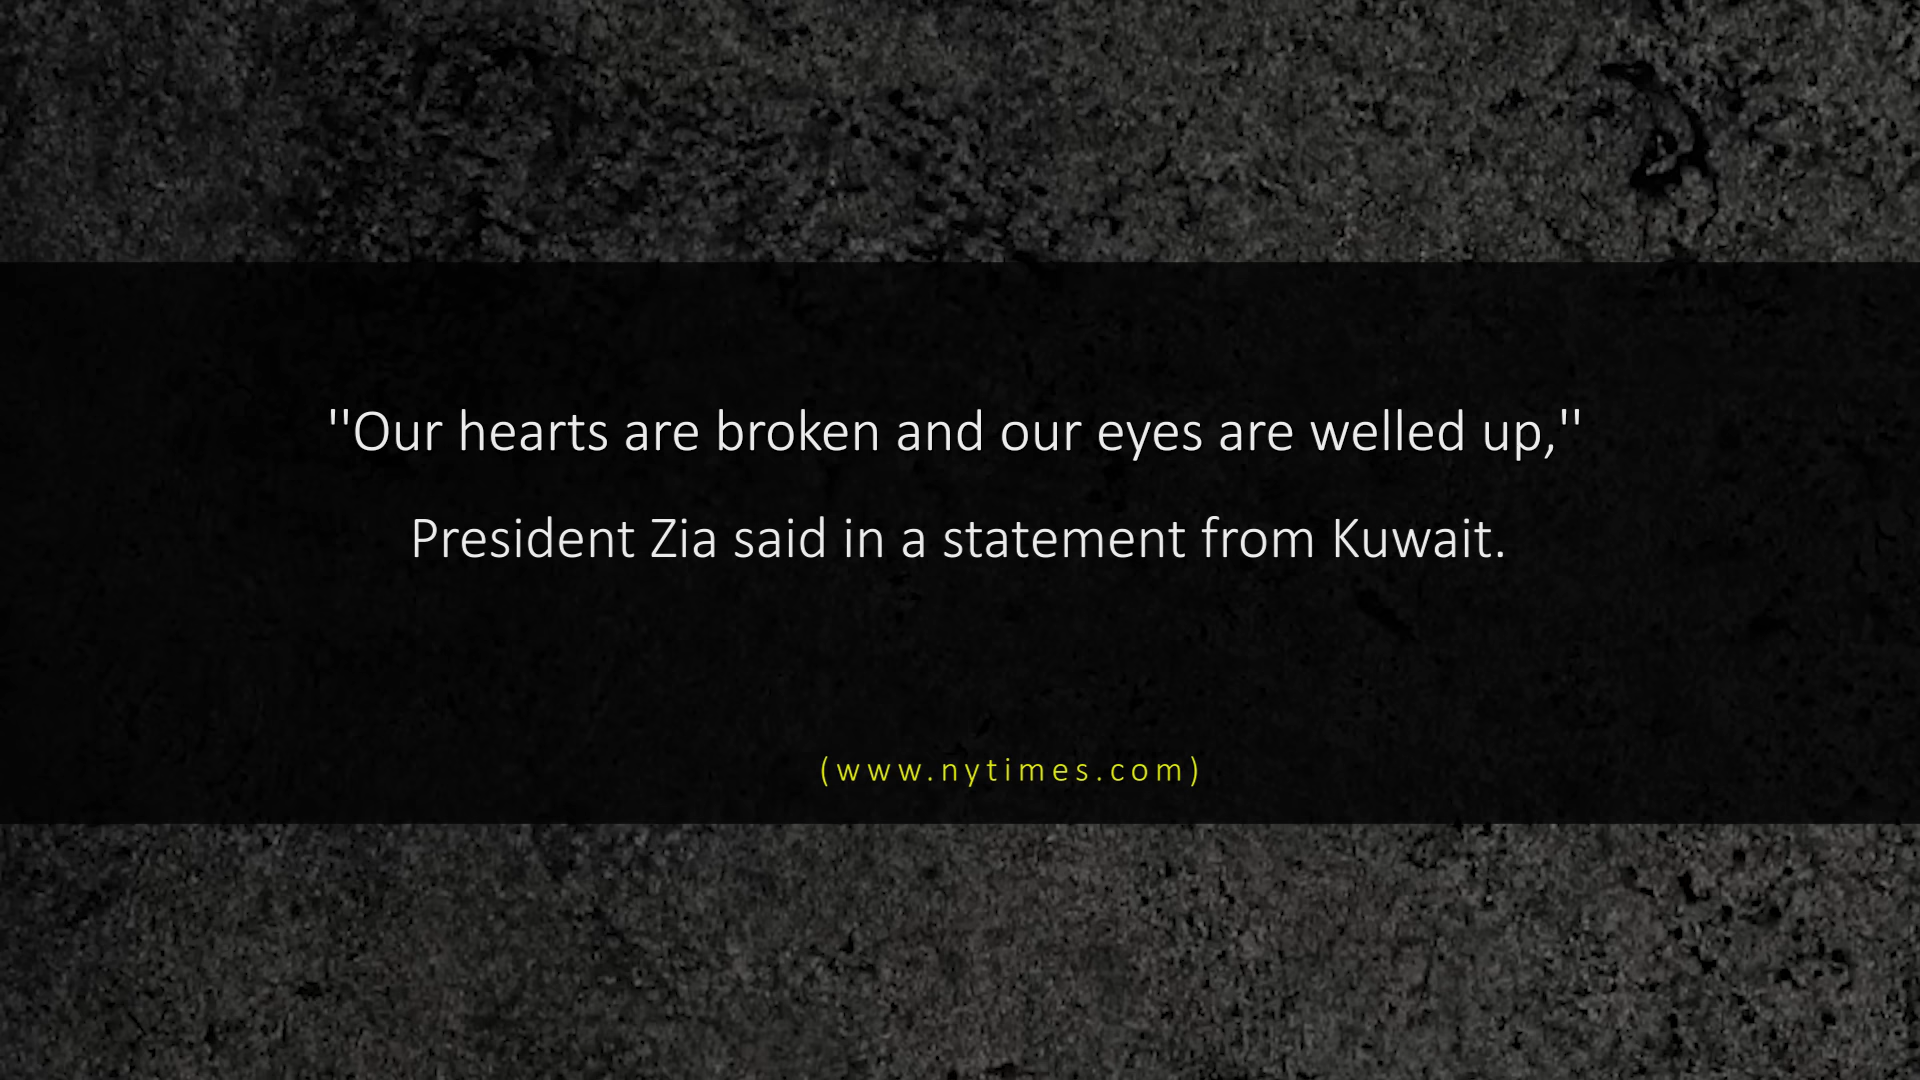 "Our hearts are broken and our eyes are welled up,"
President Zia said in a statement from Kuwait.
(www.nytimes.com)